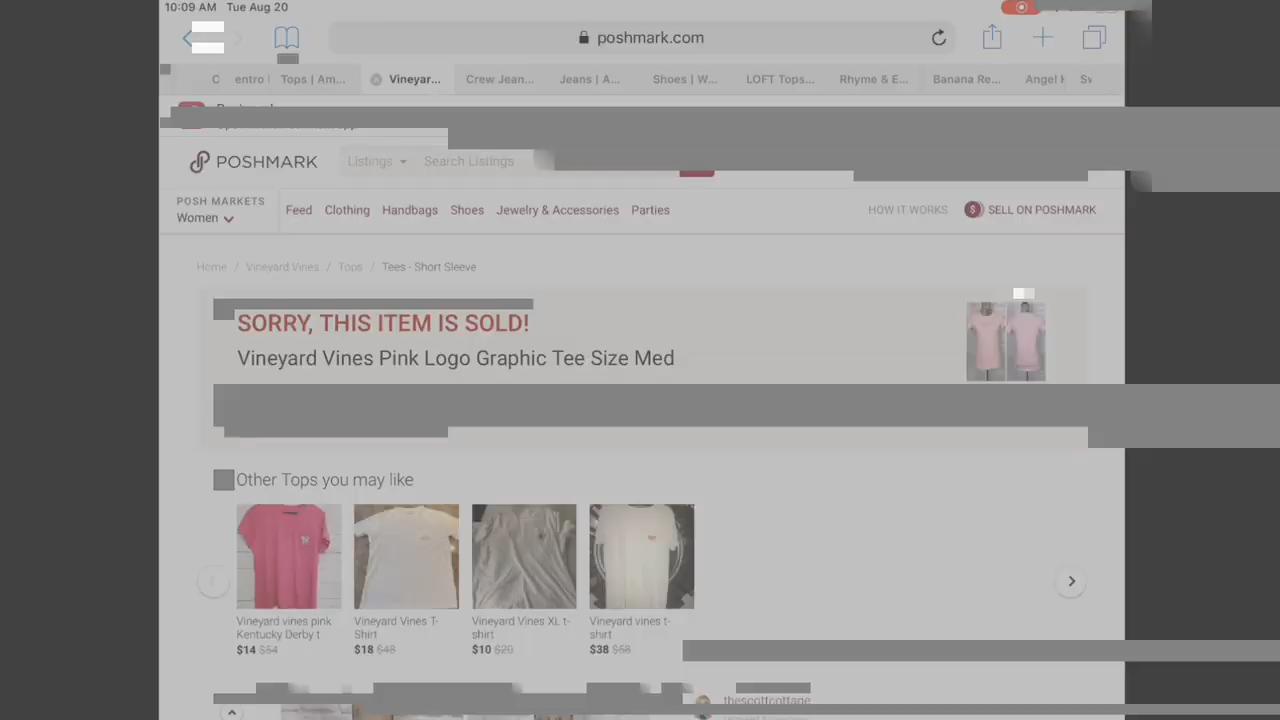 10:09 AM Tue Aug 20
poshmark.com
C entro Tops | Am... Vineyar... Crew Jean... Jeans | A... Shoes | W... LOFT Tops... Rhyme & E... Banana Re... Angel Sv
POSHMARK Listings Search Listings
POSH MARKETS
Women Feed Clothing Handbags Shoes Jewelry & Accessories Parties HOW IT WORKS $ SELL ON POSHMARK
Home / Vineyard Vines / Tops / Tees - Short Sleeve
SORRY, THIS ITEM IS SOLD!
Vineyard Vines Pink Logo Graphic Tee Size Med
Other Tops you may like
Vineyard vines pink
Kentucky Derby t
$14 $54
Vineyard Vines T-
Shirt
$18 $48
Vineyard Vines XL t-
shirt
$10 $20
Vineyard vines t-
shirt
$38 $58
thescottcottage